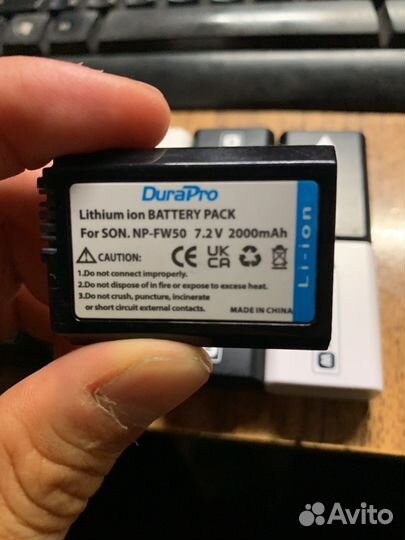 DuraPro
Lithium ion BATTERY PACK
For SON. NP-FW50 7.2V 2000mAh
CAUTION: CE UK CA
1.Do not connect improperly.
2.Do not dispose of in fire or expose to excessive heat.
3.Do not crush, puncture, incinerate
or short circuit external contacts.
MADE IN CHINA
Li-ion
Avito